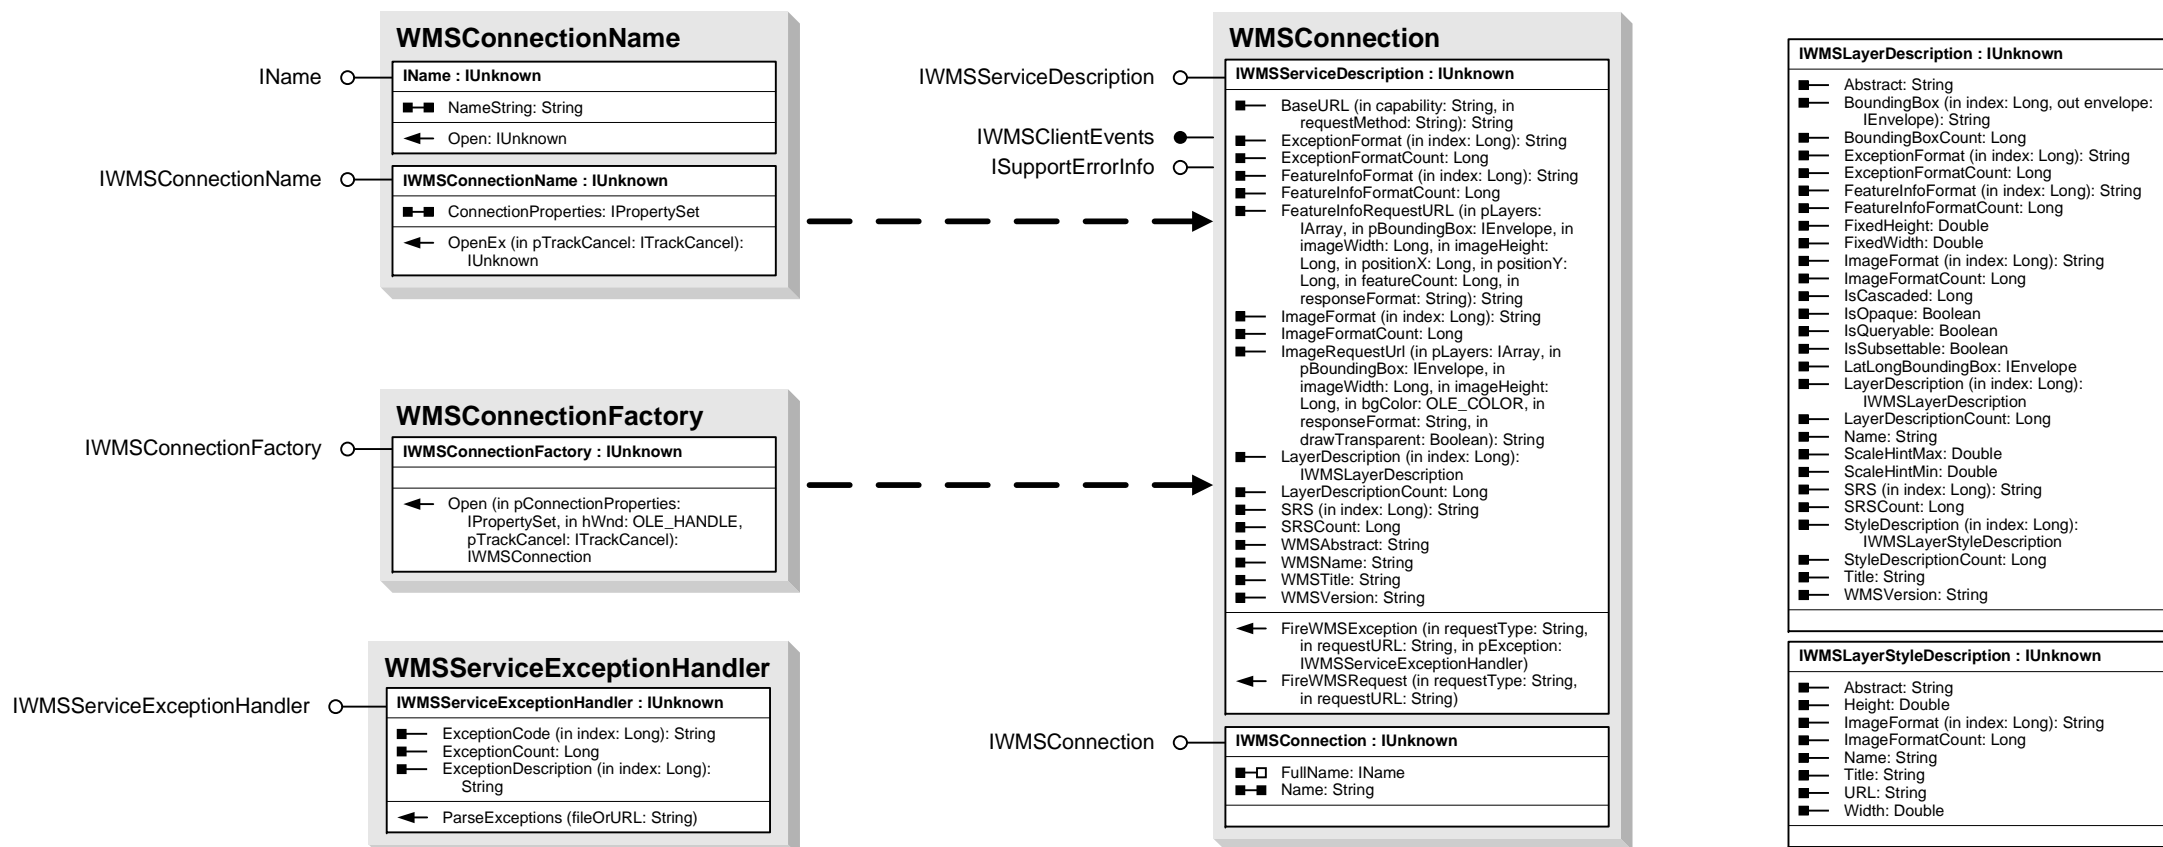 WMSConnectionName
IName
IName : IUnknown
NameString: String
Open: IUnknown
IWMSConnectionName
IWMSConnectionName : IUnknown
ConnectionProperties: IPropertySet
OpenEx (in pTrackCancel: ITrackCancel):
IUnknown
WMSConnectionFactory
IWMSConnectionFactory
IWMSConnectionFactory : IUnknown
Open (in pConnectionProperties:
IPropertySet, in hWnd: OLE_HANDLE,
pTrackCancel: ITrackCancel):
IWMSConnection
WMSServiceExceptionHandler
IWMSServiceExceptionHandler
IWMSServiceExceptionHandler : IUnknown
ExceptionCode (in index: Long): String
ExceptionCount: Long
ExceptionDescription (in index: Long):
String
ParseExceptions (fileOrURL: String)
WMSConnection
IWMSServiceDescription
IWMSClientEvents
ISupportErrorInfo
IWMSServiceDescription : IUnknown
BaseURL (in capability: String, in
requestMethod: String): String
ExceptionFormat (in index: Long): String
ExceptionFormatCount: Long
FeatureInfoFormat (in index: Long): String
FeatureInfoFormatCount: Long
FeatureInfoRequestURL (in pLayers:
IArray, in pBoundingBox: IEnvelope, in
imageWidth: Long, in imageHeight:
Long, in positionX: Long, in positionY:
Long, in featureCount: Long, in
responseFormat: String): String
ImageFormat (in index: Long): String
ImageFormatCount: Long
ImageRequestUrl (in pLayers: IArray, in
pBoundingBox: IEnvelope, in
imageWidth: Long, in imageHeight:
Long, in bgColor: OLE_COLOR, in
responseFormat: String, in
drawTransparent: Boolean): String
LayerDescription (in index: Long):
IWMSLayerDescription
LayerDescriptionCount: Long
SRS (in index: Long): String
SRSCount: Long
WMSAbstract: String
WMSName: String
WMSTitle: String
WMSVersion: String
FireWMSException (in requestType: String,
in requestURL: String, in pException:
IWMSServiceExceptionHandler)
FireWMSRequest (in requestType: String,
in requestURL: String)
IWMSConnection
IWMSConnection : IUnknown
FullName: IName
Name: String
IWMSLayerDescription : IUnknown
Abstract: String
BoundingBox (in index: Long, out envelope:
IEnvelope): String
BoundingBoxCount: Long
ExceptionFormat (in index: Long): String
ExceptionFormatCount: Long
FeatureInfoFormat (in index: Long): String
FeatureInfoFormatCount: Long
FixedHeight: Double
FixedWidth: Double
ImageFormat (in index: Long): String
ImageFormatCount: Long
IsCascaded: Long
IsOpaque: Boolean
IsQueryable: Boolean
IsSubsettable: Boolean
LatLongBoundingBox: IEnvelope
LayerDescription (in index: Long):
IWMSLayerDescription
LayerDescriptionCount: Long
Name: String
ScaleHintMax: Double
ScaleHintMin: Double
SRS (in index: Long): String
SRSCount: Long
StyleDescription (in index: Long):
IWMSLayerStyleDescription
StyleDescriptionCount: Long
Title: String
WMSVersion: String
IWMSLayerStyleDescription : IUnknown
Abstract: String
Height: Double
ImageFormat (in index: Long): String
ImageFormatCount: Long
Name: String
Title: String
URL: String
Width: Double